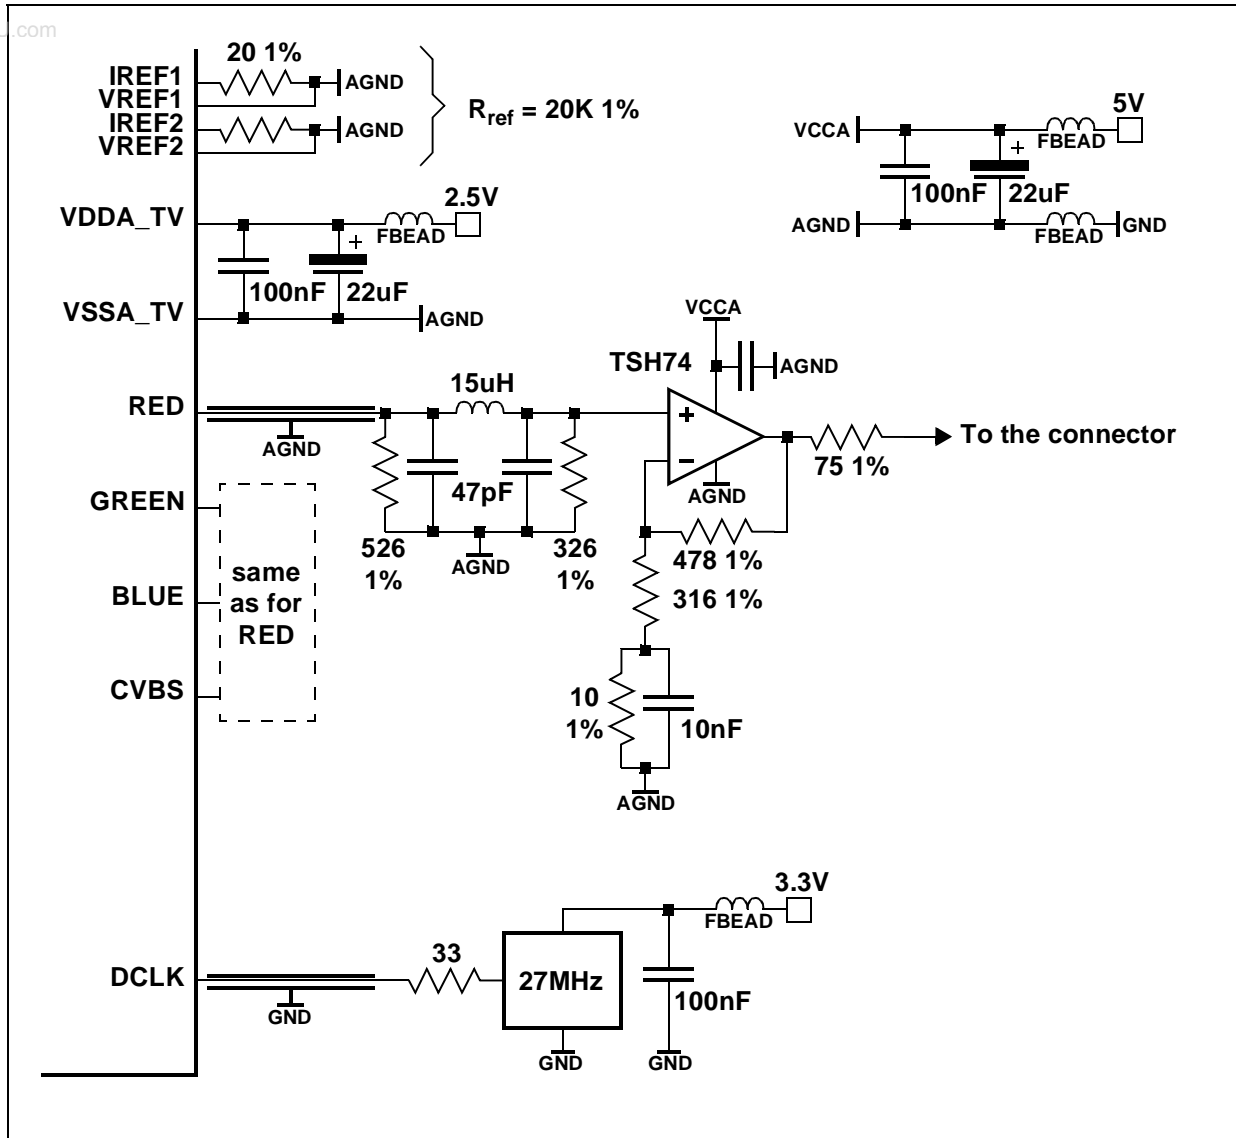 J.com
20 1%
IREF1
AGND
VREF1
IREF2
AGND
VREF2
Rref = 20K 1%
5V
VCCA
FBEAD
+
100nF 22uF
AGND
FBEAD
GND
2.5V
VDDA_TV
FBEAD
+
100nF 22uF
VSSA_TV
AGND
VCCA
TSH74
AGND
15uH
RED
AGND
+
−
To the connector
75 1%
AGND
47pF
GREEN
526
1%
AGND
326
1%
478 1%
316 1%
same
as for
RED
BLUE
CVBS
10
1%
10nF
AGND
3.3V
FBEAD
DCLK
33
27MHz
100nF
GND
GND
GND